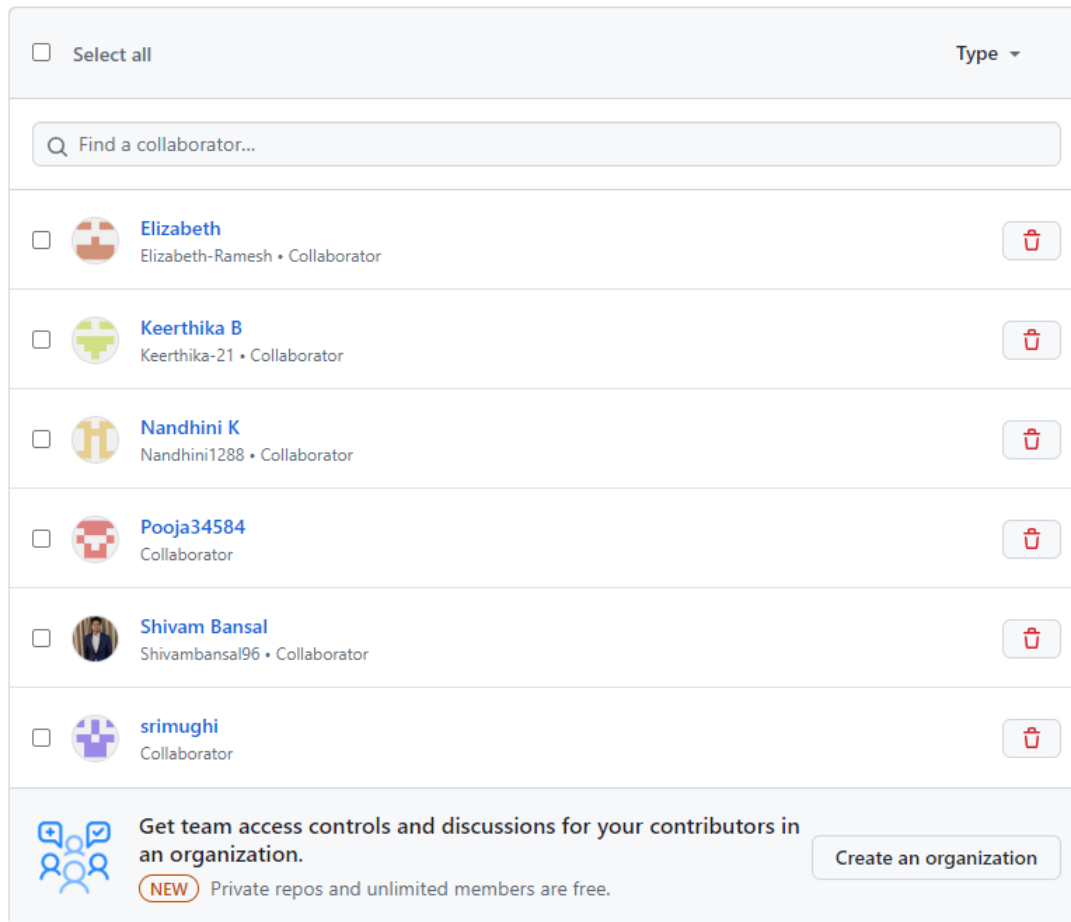 Select all
Type
Find a collaborator...
Elizabeth
Elizabeth-Ramesh • Collaborator
Keerthika B
Keerthika-21 • Collaborator
Nandhini K
Nandhini1288 • Collaborator
Pooja34584
Collaborator
Shivam Bansal
Shivambansal96 • Collaborator
srimughi
Collaborator
Get team access controls and discussions for your contributors in
an organization.
NEW Private repos and unlimited members are free.
Create an organization